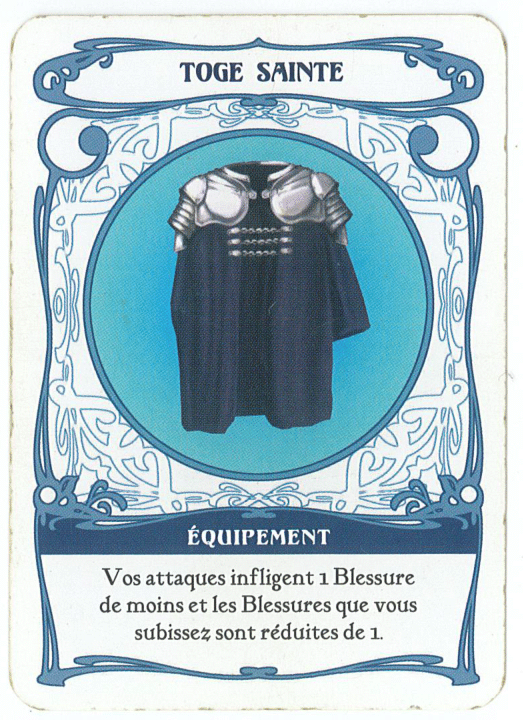 TOGE SAINTE
ÉQUIPEMENT
Vos attaques infligent 1 Blessure
de moins et les Blessures que vous
subissez sont réduites de 1.